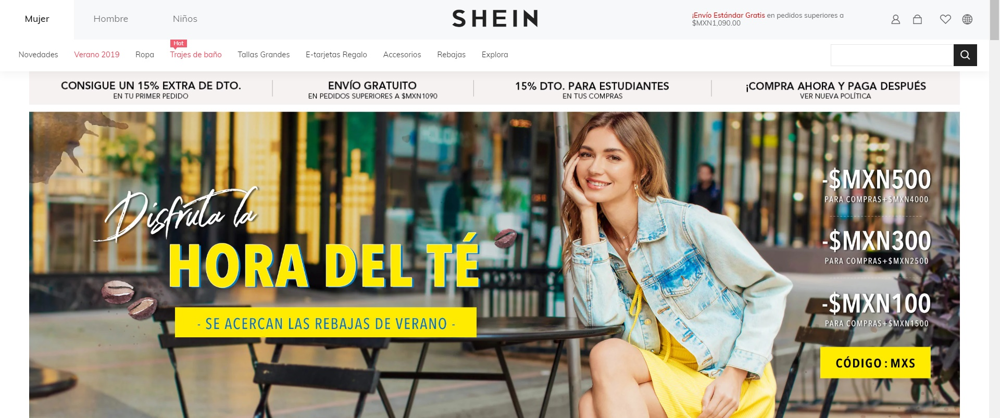 Mujer
Hombre
Niños
SHEIN
¡Envío Estándar Gratis en pedidos superiores a
$MXN1,090.00
Hot
Novedades
Verano 2019
Ropa
Trajes de baño
Tallas Grandes
E-tarjetas Regalo
Accesorios
Rebajas
Explora
CONSIGUE UN 15% EXTRA DE DTO.
EN TU PRIMER PEDIDO
ENVÍO GRATUITO
EN PEDIDOS SUPERIORES A $MXN1090
15% DTO. PARA ESTUDIANTES
EN TUS COMPRAS
¡COMPRA AHORA Y PAGA DESPUÉS
VER NUEVA POLÍTICA
Disfruta la
HORA DEL TÉ
- SE ACERCAN LAS REBAJAS DE VERANO -
-$MXN500
PARA COMPRAS+$MXN4000
-$MXN300
PARA COMPRAS+$MXN2500
-$MXN100
PARA COMPRAS+$MXN1500
CÓDIGO : MXS